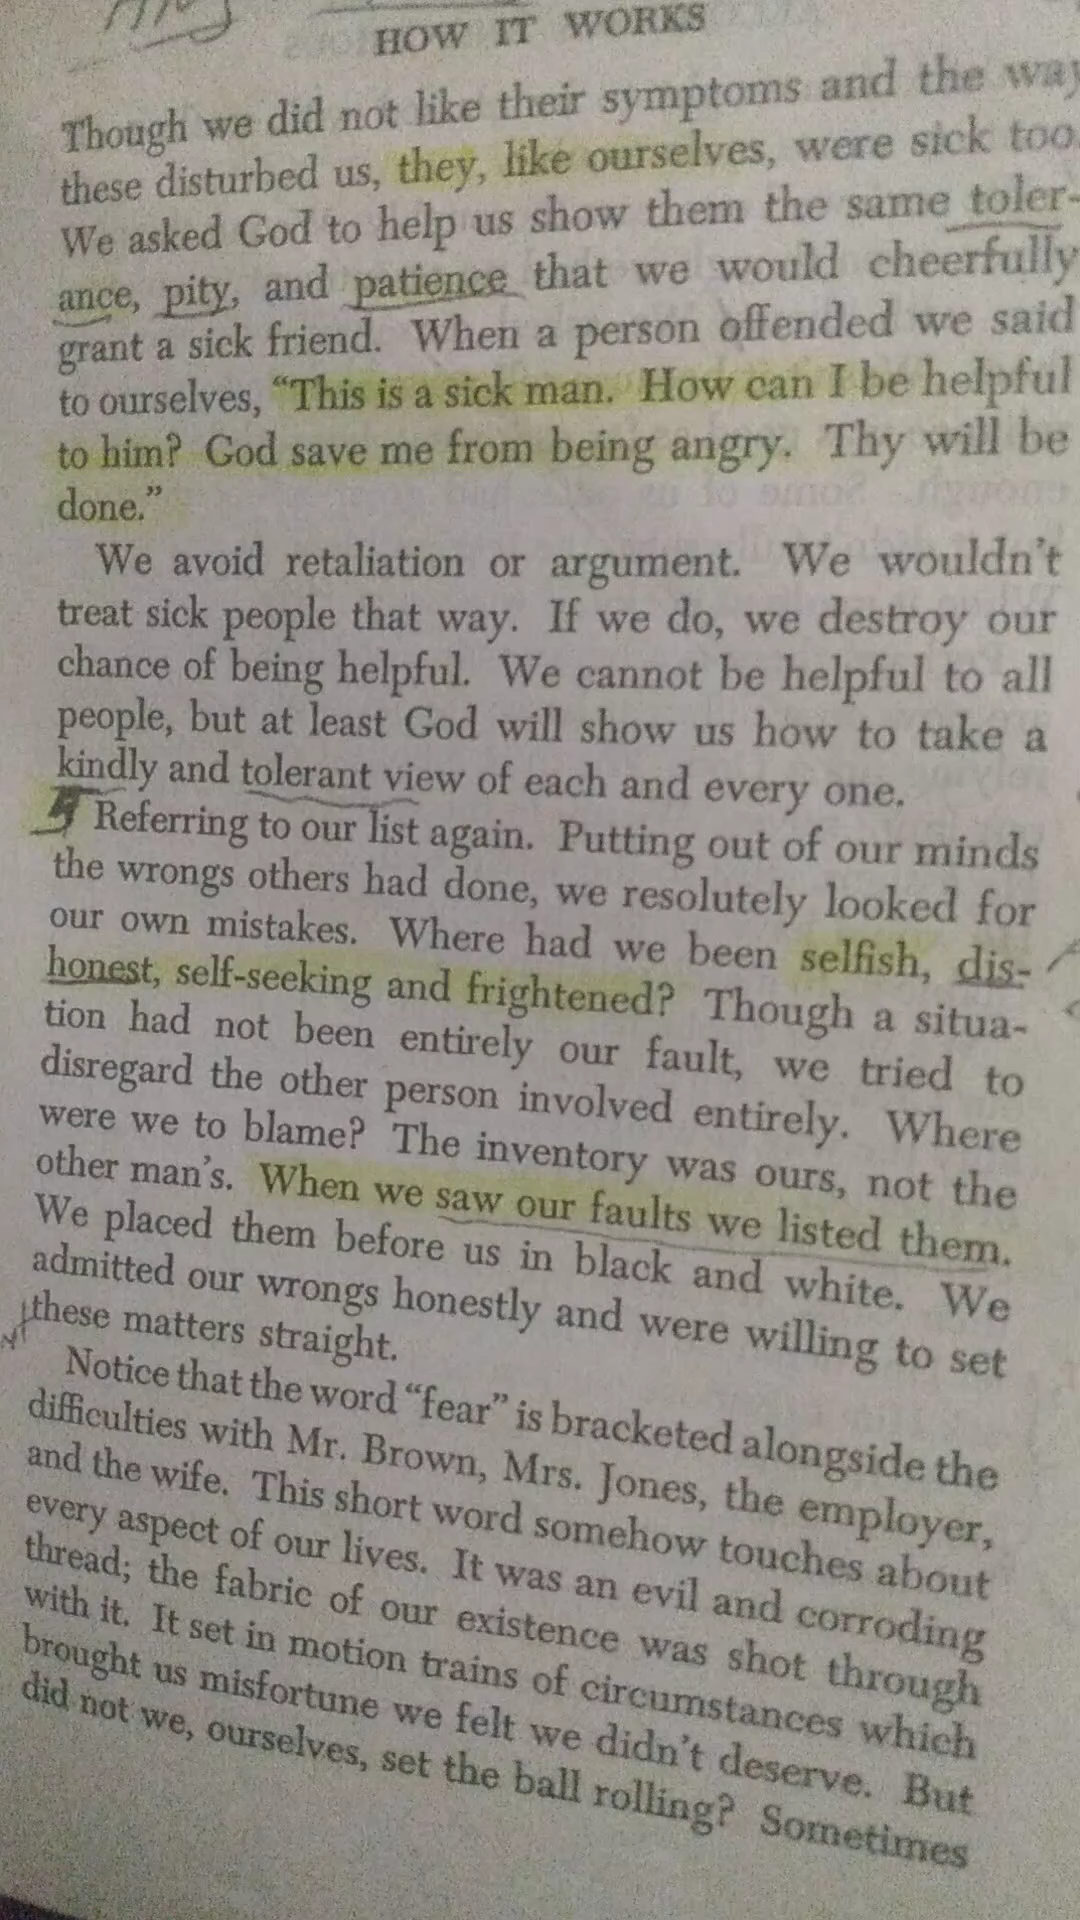 HOW IT WORKS
Though we did not like their symptoms and the way
these disturbed us, they, like ourselves, were sick too.
We asked God to help us show them the same toler-
ance, pity, and patience that we would cheerfully
grant a sick friend. When a person offended we said
to ourselves, “This is a sick man. How can I be helpful
to him? God save me from being angry. Thy will be
done.”
We avoid retaliation or argument. We wouldn't
treat sick people that way. If we do, we destroy our
chance of being helpful. We cannot be helpful to all
people, but at least God will show us how to take a
kindly and tolerant view of each and every one.
Referring to our list again. Putting out of our minds
the wrongs others had done, we resolutely looked for
our own mistakes. Where had we been selfish, dis-
honest, self-seeking and frightened? Though a situa-
tion had not been entirely our fault, we tried to
disregard the other person involved entirely. Where
were we to blame? The inventory was ours, not the
other man's. When we saw our faults we listed them.
We placed them before us in black and white. We
admitted our wrongs honestly and were willing to set
these matters straight.
Notice that the word “fear” is bracketed alongside the
difficulties with Mr. Brown, Mrs. Jones, the employer,
and the wife. This short word somehow touches about
every aspect of our lives. It was an evil and corroding
thread; the fabric of our existence was shot through
with it. It set in motion trains of circumstances which
brought us misfortune we felt we didn't deserve. But
did not we, ourselves, set the ball rolling? Sometimes